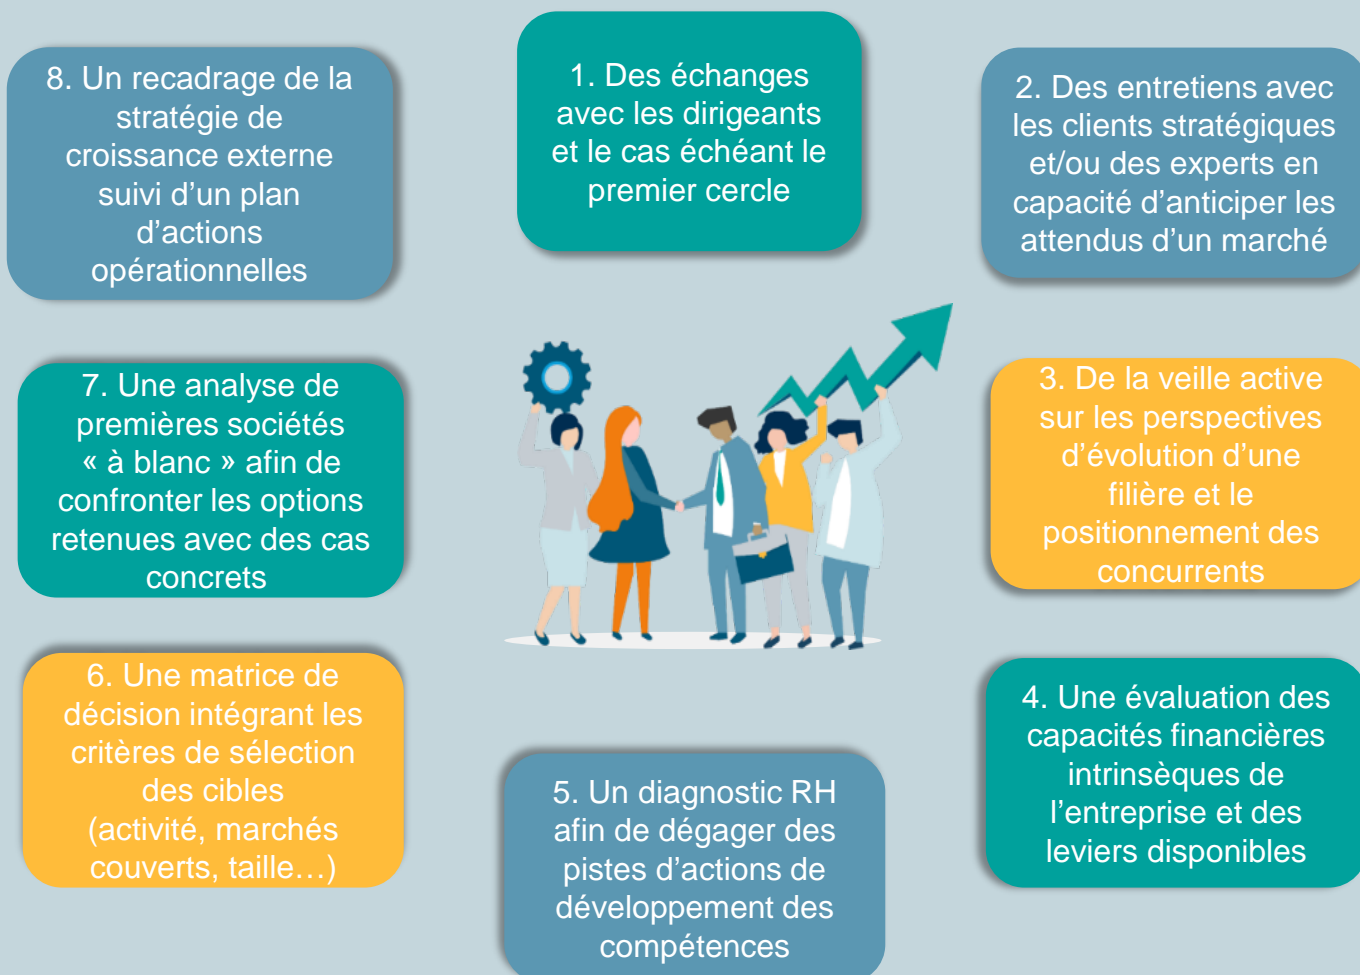 1. Des échanges
avec les dirigeants
et le cas échéant le
premier cercle
2. Des entretiens avec
les clients stratégiques
et/ou des experts en
capacité d’anticiper les
attendus d’un marché
3. De la veille active
sur les perspectives
d’évolution d’une
filière et le
positionnement des
concurrents
4. Une évaluation des
capacités financières
intrinsèques de
l’entreprise et des
leviers disponibles
5. Un diagnostic RH
afin de dégager des
pistes d’actions de
développement des
compétences
6. Une matrice de
décision intégrant les
critères de sélection
des cibles
(activité, marchés
couverts, taille…)
7. Une analyse de
premières sociétés
« à blanc » afin de
confronter les options
retenues avec des cas
concrets
8. Un recadrage de la
stratégie de
croissance externe
suivi d’un plan
d’actions
opérationnelles